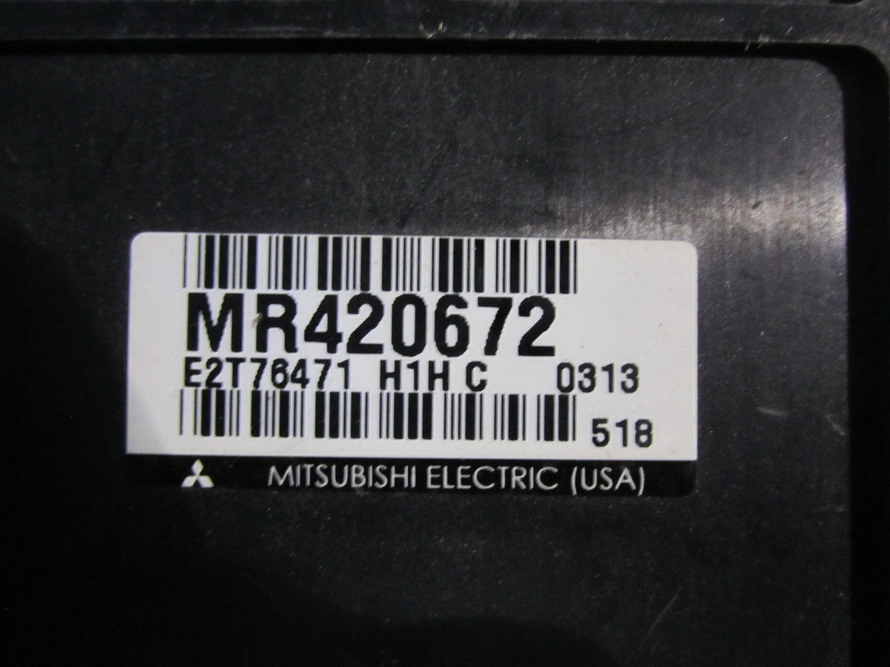 MR420672
E2T76471 H1H C 0313
518
MITSUBISHI ELECTRIC (USA)